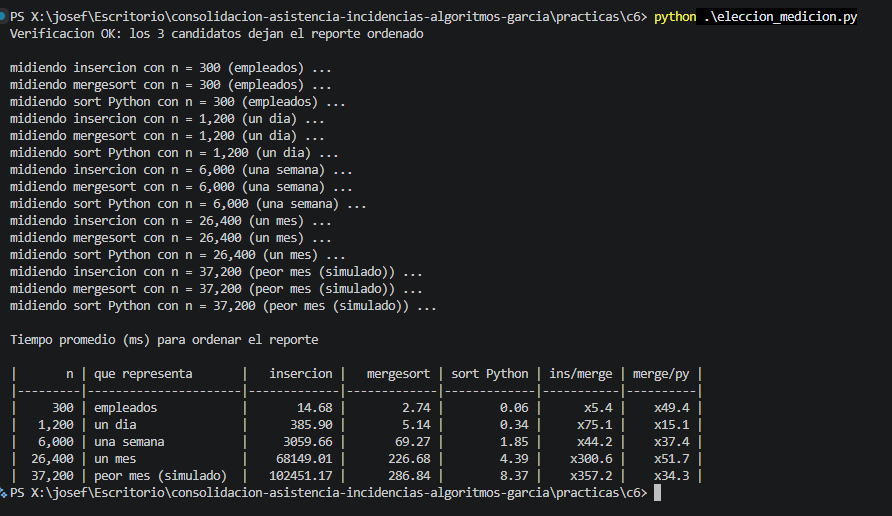 PS X:\josef\Escritorio\consolidacion-asistencia-incidencias-algoritmos-garcia\practicas\c6> python .\eleccion_medicion.py
Verificacion OK: los 3 candidatos dejan el reporte ordenado
midiendo insercion con n = 300 (empleados) ...
midiendo mergesort con n = 300 (empleados) ...
midiendo sort Python con n = 300 (empleados) ...
midiendo insercion con n = 1,200 (un dia) ...
midiendo mergesort con n = 1,200 (un dia) ...
midiendo sort Python con n = 1,200 (un dia) ...
midiendo insercion con n = 6,000 (una semana) ...
midiendo mergesort con n = 6,000 (una semana) ...
midiendo sort Python con n = 6,000 (una semana) ...
midiendo insercion con n = 26,400 (un mes) ...
midiendo mergesort con n = 26,400 (un mes) ...
midiendo sort Python con n = 26,400 (un mes) ...
midiendo insercion con n = 37,200 (peor mes (simulado)) ...
midiendo mergesort con n = 37,200 (peor mes (simulado)) ...
midiendo sort Python con n = 37,200 (peor mes (simulado)) ...
Tiempo promedio (ms) para ordenar el reporte
|       n | que representa       |   insercion |   mergesort | sort Python | ins/merge | merge/py |
|---------|----------------------|-------------|-------------|-------------|-----------|----------|
|     300 | empleados            |       14.68 |        2.74 |        0.06 |      x5.4 |    x49.4 |
|   1,200 | un dia               |      385.90 |        5.14 |        0.34 |     x75.1 |    x15.1 |
|   6,000 | una semana           |     3059.66 |       69.27 |        1.85 |     x44.2 |    x37.4 |
|  26,400 | un mes               |    68149.01 |      226.68 |        4.39 |    x300.6 |    x51.7 |
|  37,200 | peor mes (simulado)  |   102451.17 |      286.84 |        8.37 |    x357.2 |    x34.3 |
PS X:\josef\Escritorio\consolidacion-asistencia-incidencias-algoritmos-garcia\practicas\c6>